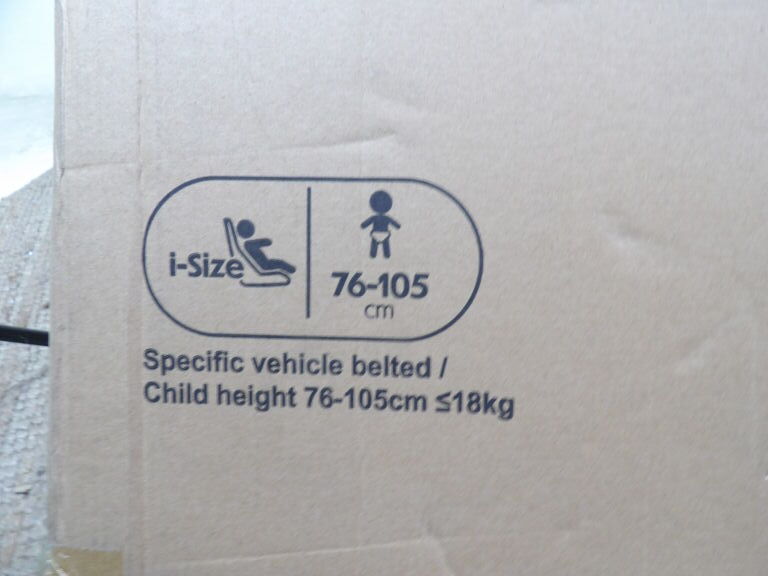 i-Size
76-105
cm
Specific vehicle belted /
Child height 76-105cm ≤18kg